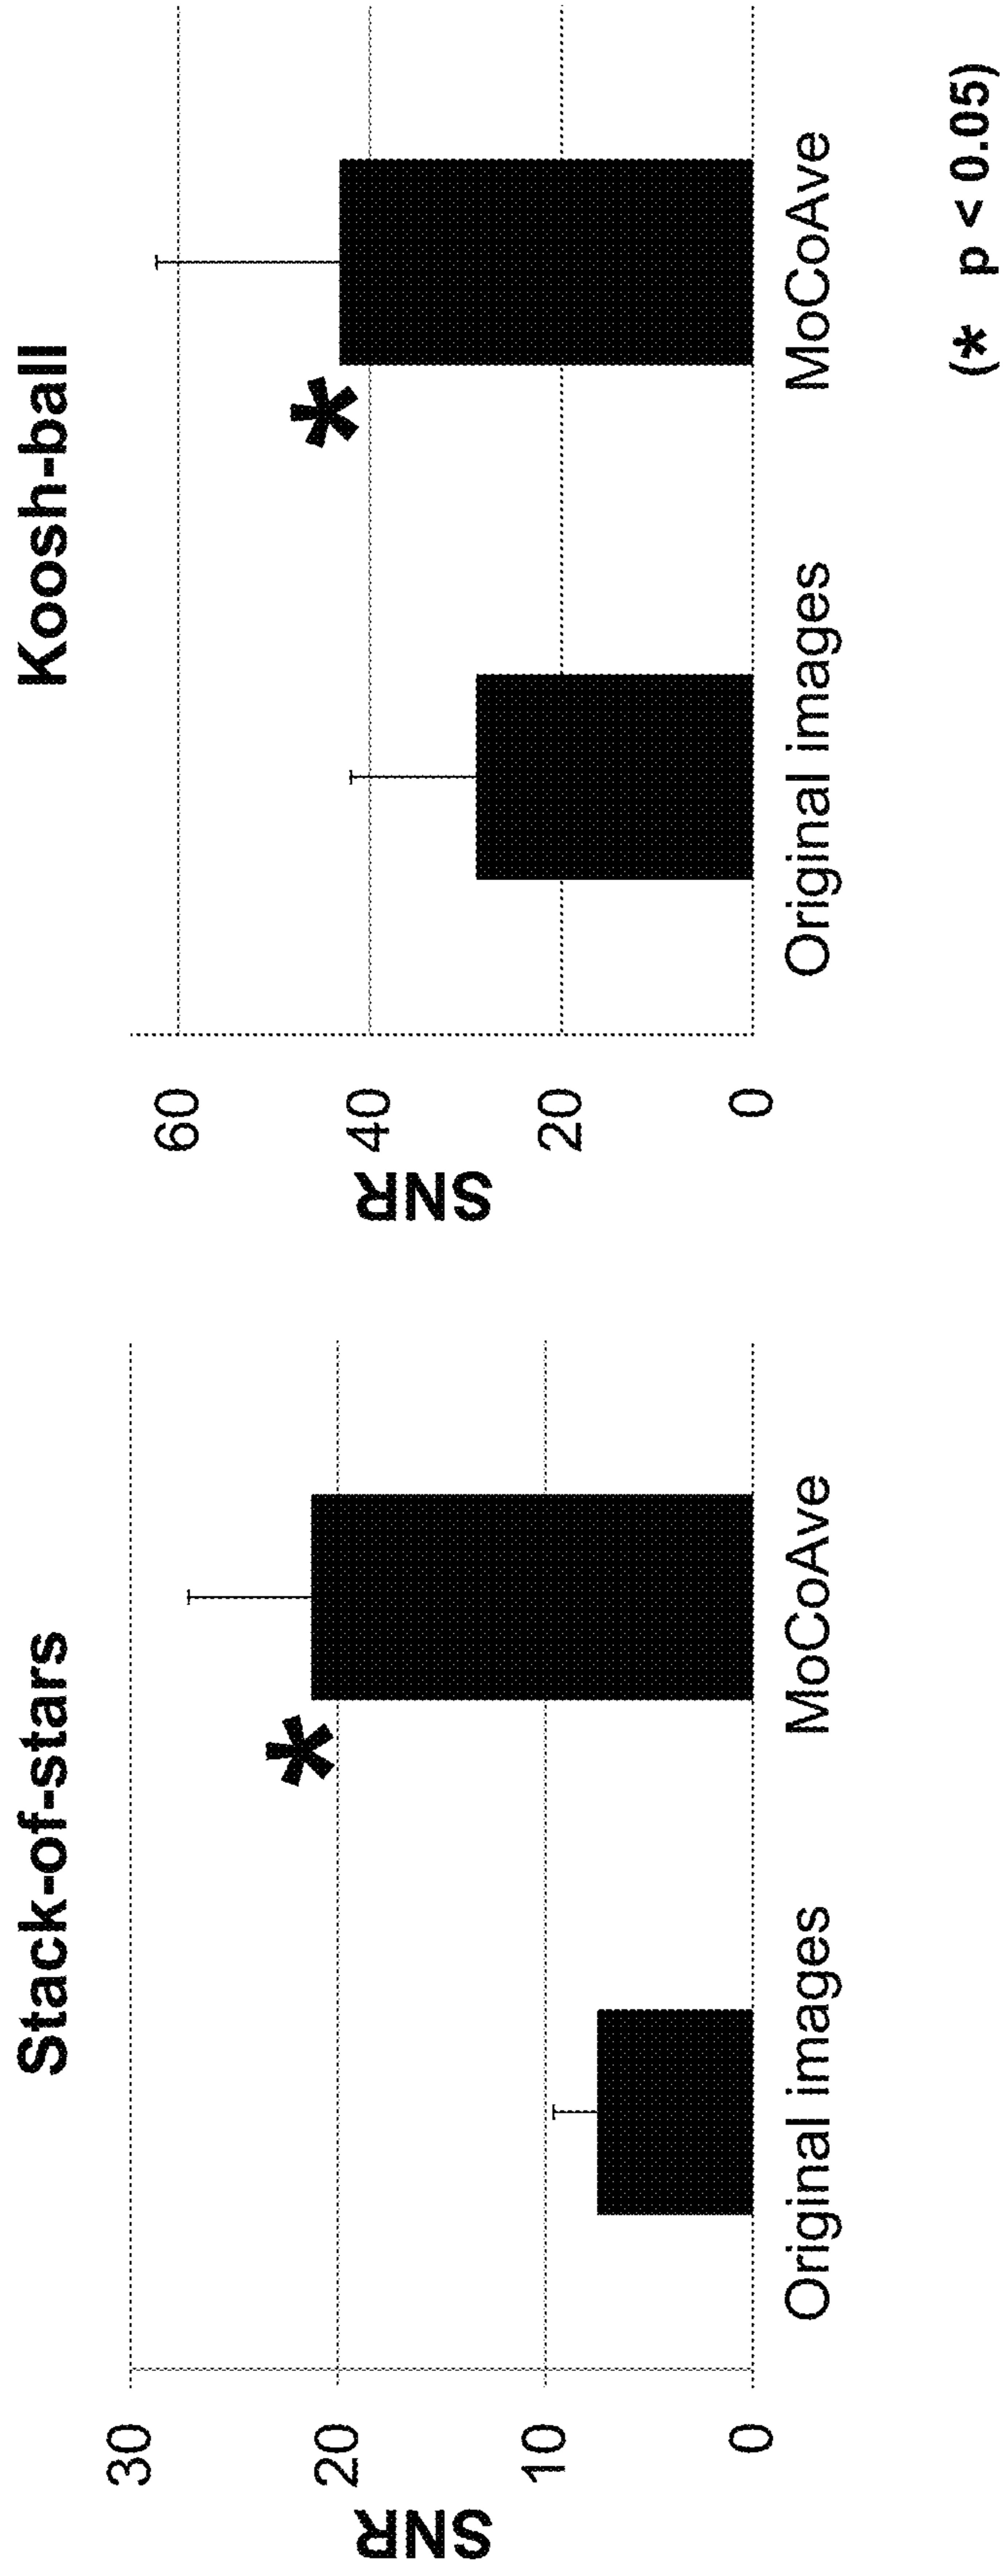 Stack-of-stars
SNR
30
20
10
0
Original images
MoCoAve
*
Koosh-ball
SNR
60
40
20
0
Original images
MoCoAve
*
(* p < 0.05)